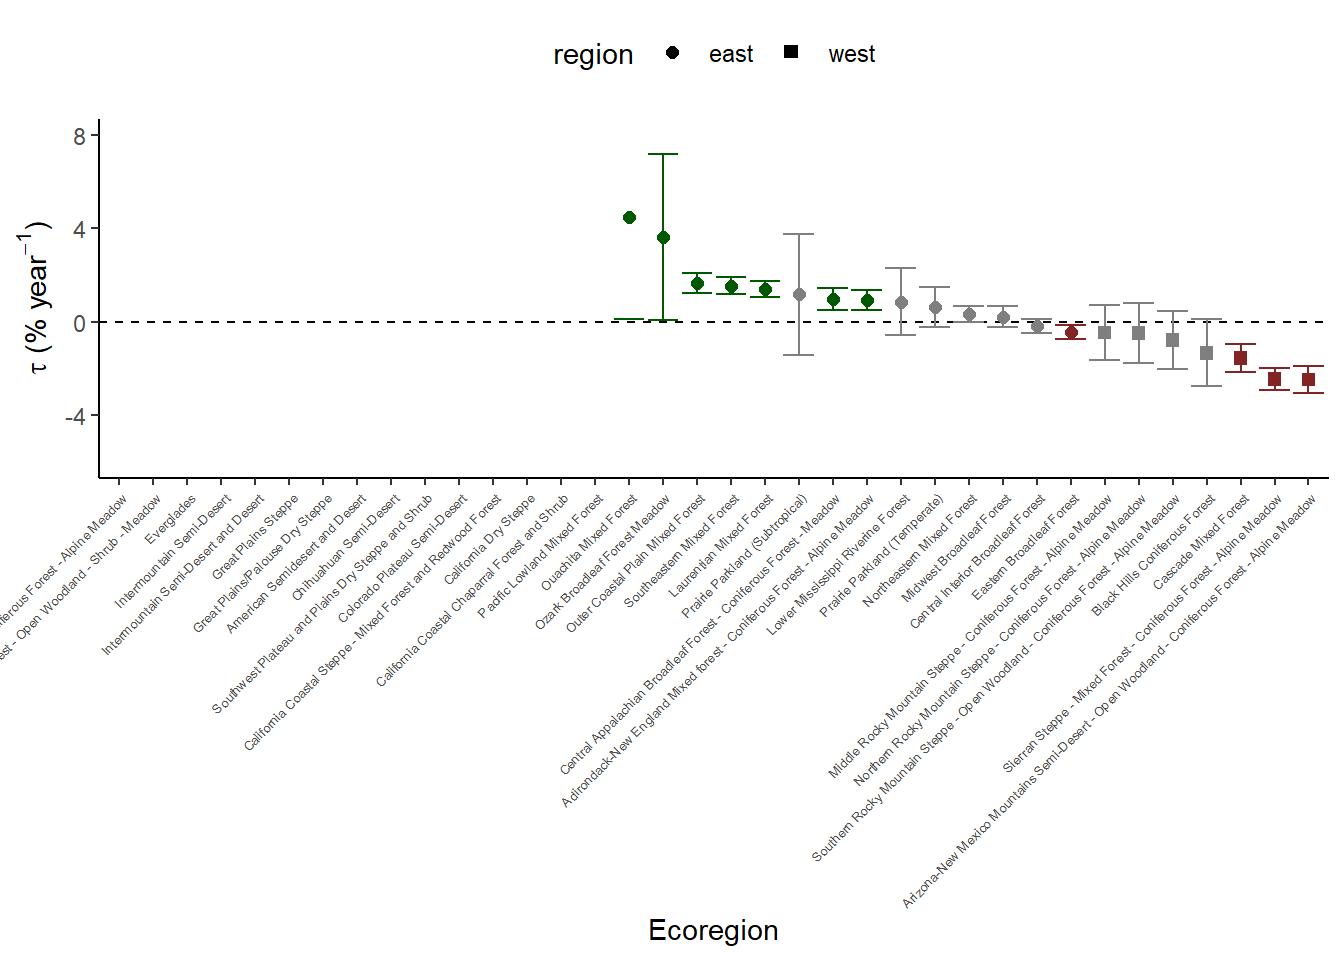 region east west
8
4
0
-4
τ (% year⁻¹)
iferous Forest - Alpine Meadow
est - Open Woodland - Shrub - Meadow
Everglades
Intermountain Semi-Desert
Intermountain Semi-Desert and Desert
Great Plains Steppe
Great Plains/Palouse Dry Steppe
American Semidesert and Desert
Chihuahuan Semi-Desert
Southwest Plateau and Plains Dry Steppe and Shrub
Colorado Plateau Semi-Desert
California Coastal Steppe - Mixed Forest and Redwood Forest
California Dry Steppe
California Coastal Chaparral Forest and Shrub
Pacific Lowland Mixed Forest
Ouachita Mixed Forest
Ozark Broadleaf Forest Meadow
Outer Coastal Plain Mixed Forest
Southeastern Mixed Forest
Laurentian Mixed Forest
Prairie Parkland (Subtropical)
Central Appalachian Broadleaf Forest - Coniferous Forest - Meadow
Adirondack-New England Mixed forest - Coniferous Forest - Alpine Meadow
Lower Mississippi Riverine Forest
Prairie Parkland (Temperate)
Northeastern Mixed Forest
Midwest Broadleaf Forest
Central Interior Broadleaf Forest
Eastern Broadleaf Forest
Middle Rocky Mountain Steppe - Coniferous Forest - Alpine Meadow
Northern Rocky Mountain Steppe - Coniferous Forest - Alpine Meadow
Southern Rocky Mountain Steppe - Open Woodland - Coniferous Forest - Alpine Meadow
Black Hills Coniferous Forest
Cascade Mixed Forest
Sierran Steppe - Mixed Forest - Coniferous Forest - Alpine Meadow
Arizona-New Mexico Mountains Semi-Desert - Open Woodland - Coniferous Forest - Alpine Meadow
Ecoregion